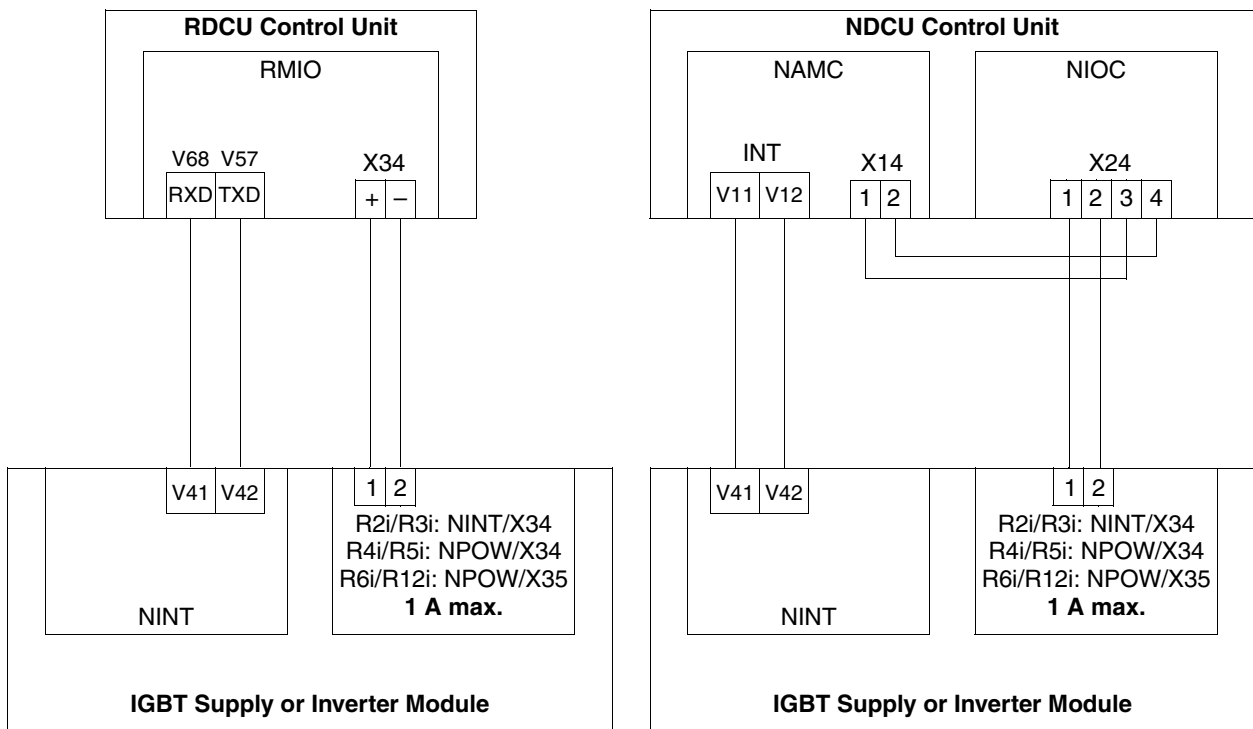 RDCU Control Unit
RMIO
V68 V57
X34
RXD TXD
+ –
V41 V42
1 2
R2i/R3i: NINT/X34
R4i/R5i: NPOW/X34
R6i/R12i: NPOW/X35
1 A max.
NINT
IGBT Supply or Inverter Module
NDCU Control Unit
NAMC
NIOC
INT
X14
X24
V11 V12
1 2
1 2 3 4
V41 V42
1 2
R2i/R3i: NINT/X34
R4i/R5i: NPOW/X34
R6i/R12i: NPOW/X35
1 A max.
NINT
IGBT Supply or Inverter Module